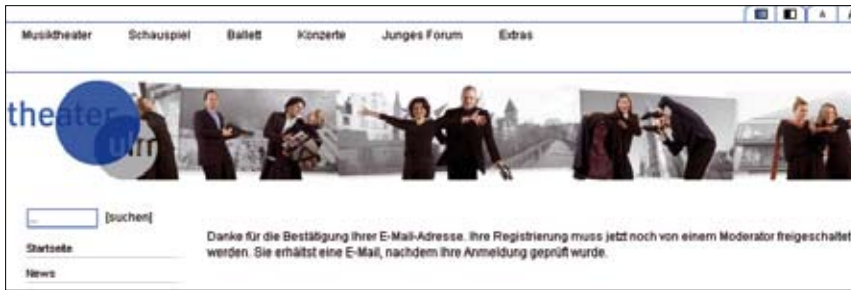 A
Musiktheater Schauspiel Ballett Konzerte Junges Forum Extras
theater
ulm
[suchen]
Startseite
Danke für die Bestätigung Ihrer E-Mail-Adresse. Ihre Registrierung muss jetzt noch von einem Moderator freigeschaltet
werden. Sie erhältst eine E-Mail, nachdem Ihre Anmeldung geprüft wurde.
News